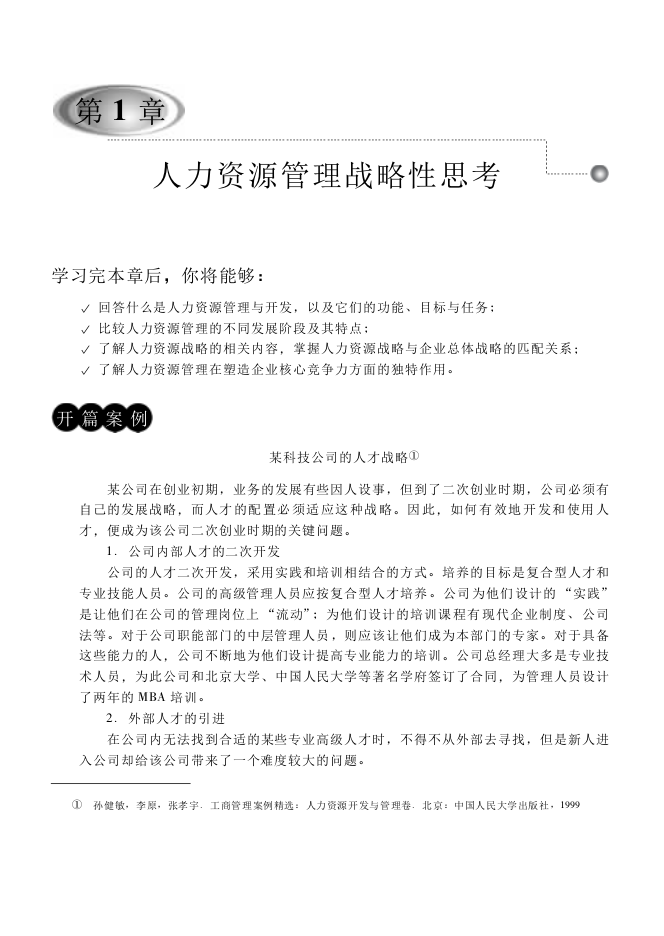 第 1 章
人力资源管理战略性思考
学习完本章后，你将能够：
✓ 回答什么是人力资源管理与开发，以及它们的功能、目标与任务；
✓ 比较人力资源管理的不同发展阶段及其特点；
✓ 了解人力资源战略的相关内容，掌握人力资源战略与企业总体战略的匹配关系；
✓ 了解人力资源管理在塑造企业核心竞争力方面的独特作用。
开篇案例
某科技公司的人才战略①
某公司在创业初期，业务的发展有些因人设事，但到了二次创业时期，公司必须有
自己的发展战略，而人才的配置必须适应这种战略。因此，如何有效地开发和使用人
才，便成为该公司二次创业时期的关键问题。
1．公司内部人才的二次开发
公司的人才二次开发，采用实践和培训相结合的方式。培养的目标是复合型人才和
专业技能人员。公司的高级管理人员应按复合型人才培养。公司为他们设计的“实践”
是让他们在公司的管理岗位上“流动”；为他们设计的培训课程有现代企业制度、公司
法等。对于公司职能部门的中层管理人员，则应该让他们成为本部门的专家。对于具备
这些能力的人，公司不断地为他们设计提高专业能力的培训。公司总经理大多是专业技
术人员，为此公司和北京大学、中国人民大学等著名学府签订了合同，为管理人员设计
了两年的 MBA 培训。
2．外部人才的引进
在公司内无法找到合适的某些专业高级人才时，不得不从外部去寻找，但是新人进
入公司却给该公司带来了一个难度较大的问题。
① 孙健敏，李原，张孝宇．工商管理案例精选：人力资源开发与管理卷．北京：中国人民大学出版社，1999